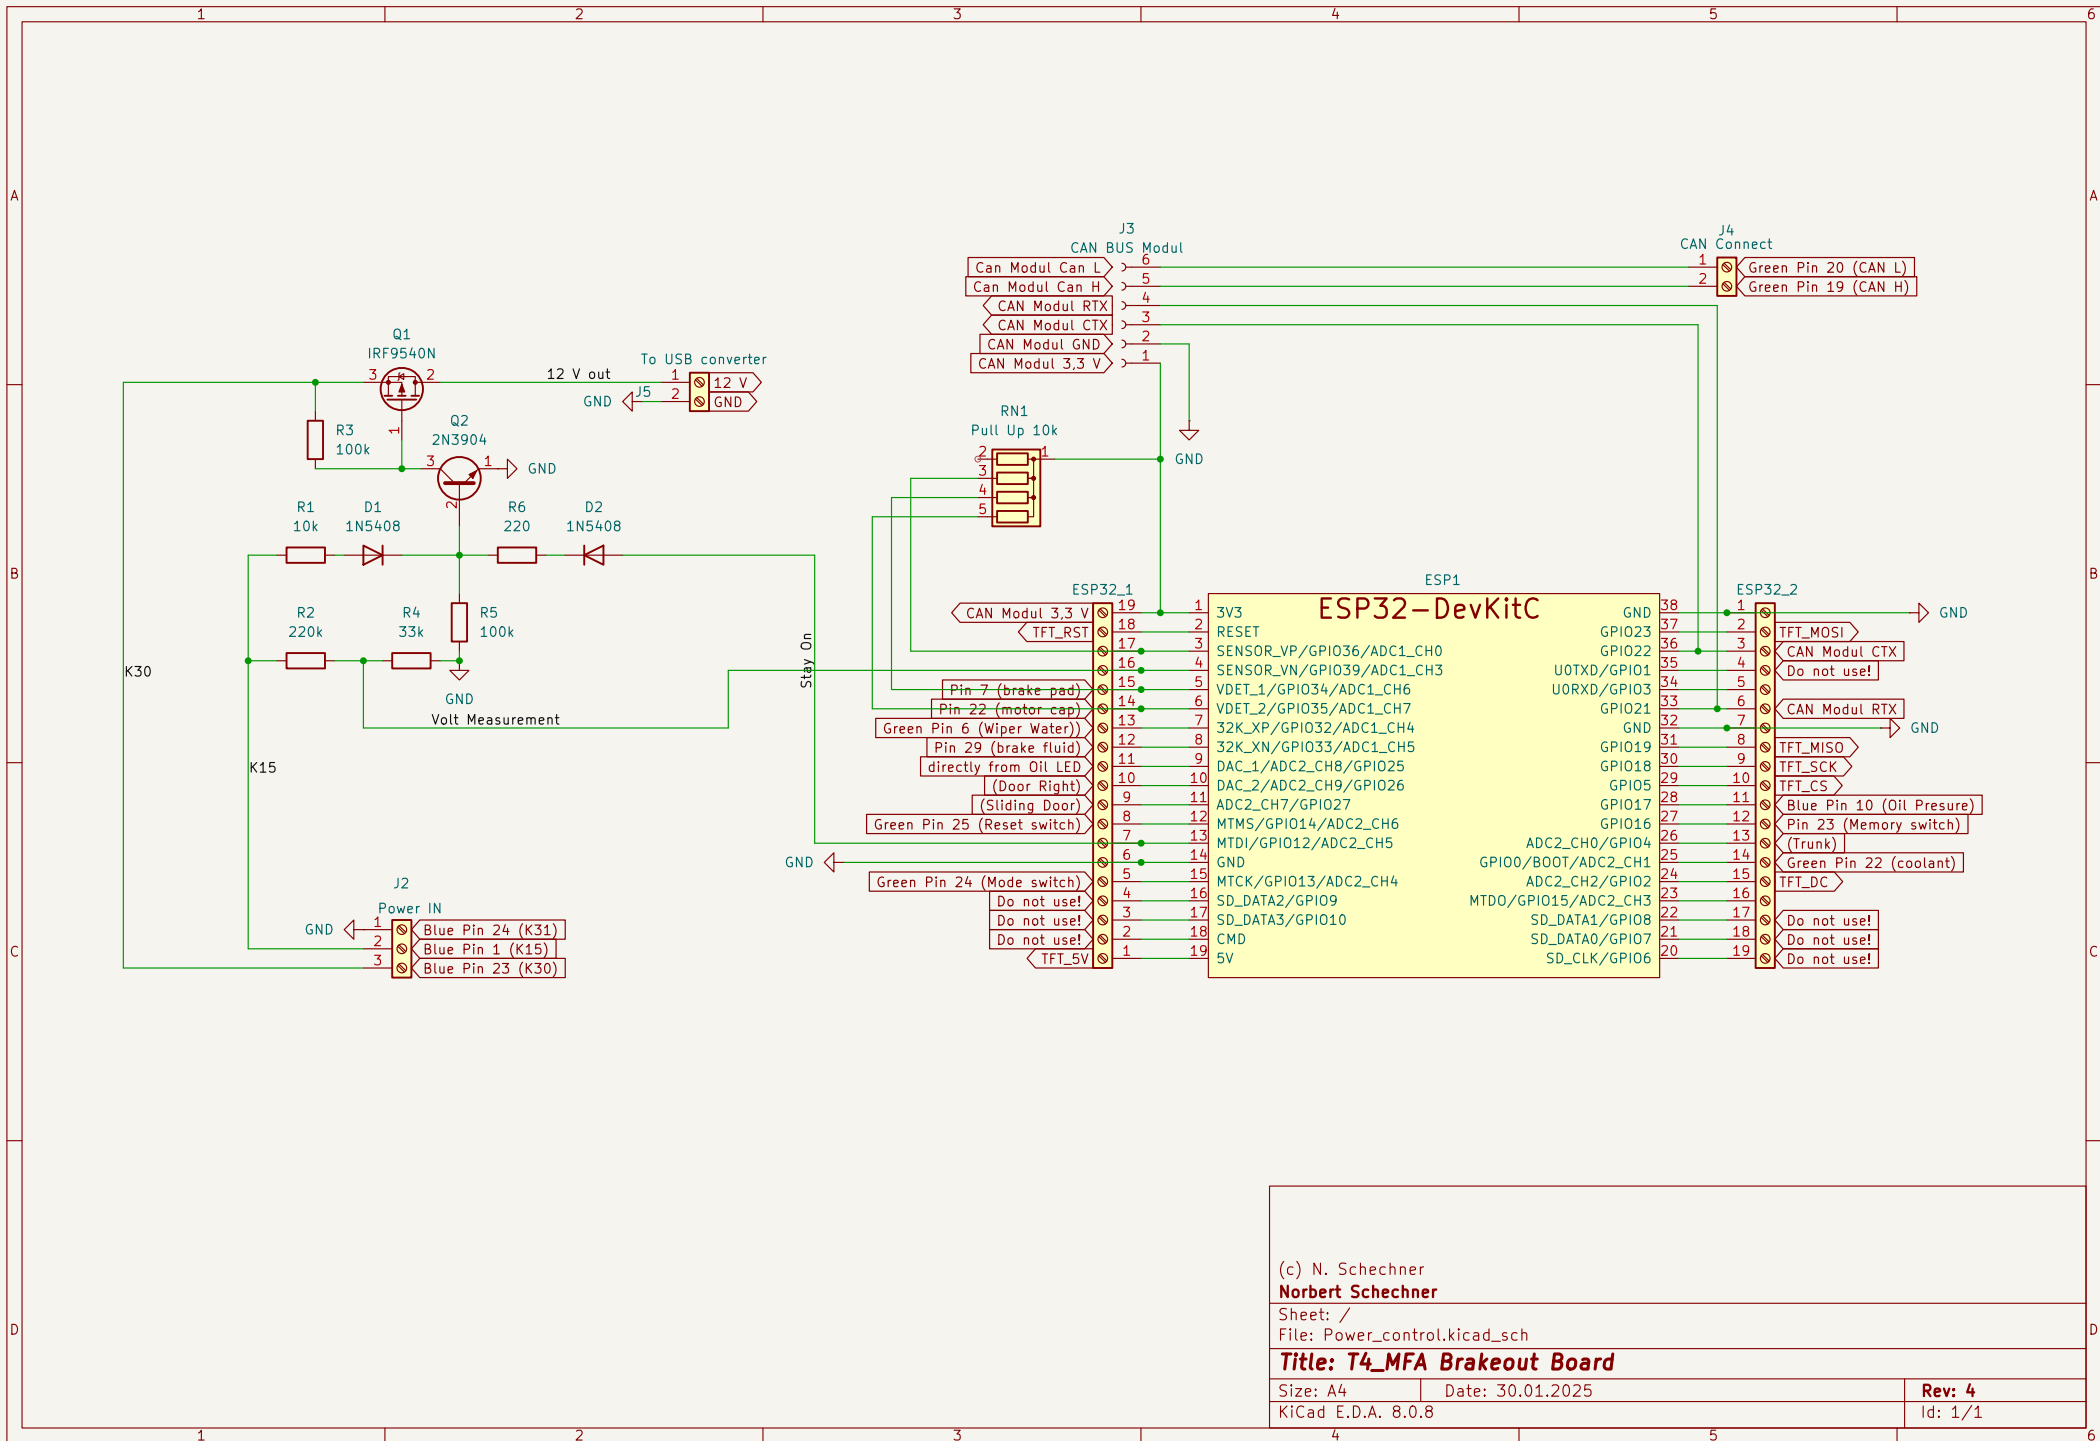 1 2 3 4 5 6
A A
J3
CAN BUS Modul
J4
CAN Connect
Can Modul Can L 6
Can Modul Can H 5
CAN Modul RTX 4
CAN Modul CTX 3
CAN Modul GND 2
CAN Modul 3,3 V 1
1 Green Pin 20 (CAN L)
2 Green Pin 19 (CAN H)
Q1
IRF9540N
3 2
1
12 V out
To USB converter
J5
1 12 V
GND 2 GND
R3
100k
Q2
2N3904
3 1 GND
2
RN1
Pull Up 10k
2 1
3
4
5
GND
R1
10k
D1
1N5408
R6
220
D2
1N5408
B B
R2
220k
R4
33k
R5
100k
GND
K30
Stay On
Volt Measurement
K15
ESP32_1
ESP1
ESP32_2
ESP32-DevKitC
CAN Modul 3,3 V 19 1 3V3
TFT_RST 18 2 RESET
17 3 SENSOR_VP/GPIO36/ADC1_CH0
16 4 SENSOR_VN/GPIO39/ADC1_CH3
Pin 7 (brake pad) 15 5 VDET_1/GPIO34/ADC1_CH6
Pin 22 (motor cap) 14 6 VDET_2/GPIO35/ADC1_CH7
Green Pin 6 (Wiper Water)) 13 7 32K_XP/GPIO32/ADC1_CH4
Pin 29 (brake fluid) 12 8 32K_XN/GPIO33/ADC1_CH5
directly from Oil LED 11 9 DAC_1/ADC2_CH8/GPIO25
(Door Right) 10 10 DAC_2/ADC2_CH9/GPIO26
(Sliding Door) 9 11 ADC2_CH7/GPIO27
Green Pin 25 (Reset switch) 8 12 MTMS/GPIO14/ADC2_CH6
7 13 MTDI/GPIO12/ADC2_CH5
GND 6 14 GND
Green Pin 24 (Mode switch) 5 15 MTCK/GPIO13/ADC2_CH4
Do not use! 4 16 SD_DATA2/GPIO9
Do not use! 3 17 SD_DATA3/GPIO10
Do not use! 2 18 CMD
TFT_5V 1 19 5V
GND 38 1 GND
GPIO23 37 2 TFT_MOSI
GPIO22 36 3 CAN Modul CTX
U0TXD/GPIO1 35 4 Do not use!
U0RXD/GPIO3 34 5
GPIO21 33 6 CAN Modul RTX
GND 32 7 GND
GPIO19 31 8 TFT_MISO
GPIO18 30 9 TFT_SCK
GPIO5 29 10 TFT_CS
GPIO17 28 11 Blue Pin 10 (Oil Presure)
GPIO16 27 12 Pin 23 (Memory switch)
ADC2_CH0/GPIO4 26 13 (Trunk)
GPIO0/BOOT/ADC2_CH1 25 14 Green Pin 22 (coolant)
ADC2_CH2/GPIO2 24 15 TFT_DC
MTDO/GPIO15/ADC2_CH3 23 16
SD_DATA1/GPIO8 22 17 Do not use!
SD_DATA0/GPIO7 21 18 Do not use!
SD_CLK/GPIO6 20 19 Do not use!
J2
Power IN
GND 1 Blue Pin 24 (K31)
2 Blue Pin 1 (K15)
3 Blue Pin 23 (K30)
C C
(c) N. Schechner
Norbert Schechner
Sheet: /
File: Power_control.kicad_sch
Title: T4_MFA Brakeout Board
Size: A4 Date: 30.01.2025 Rev: 4
KiCad E.D.A. 8.0.8 Id: 1/1
D D
1 2 3 4 5 6